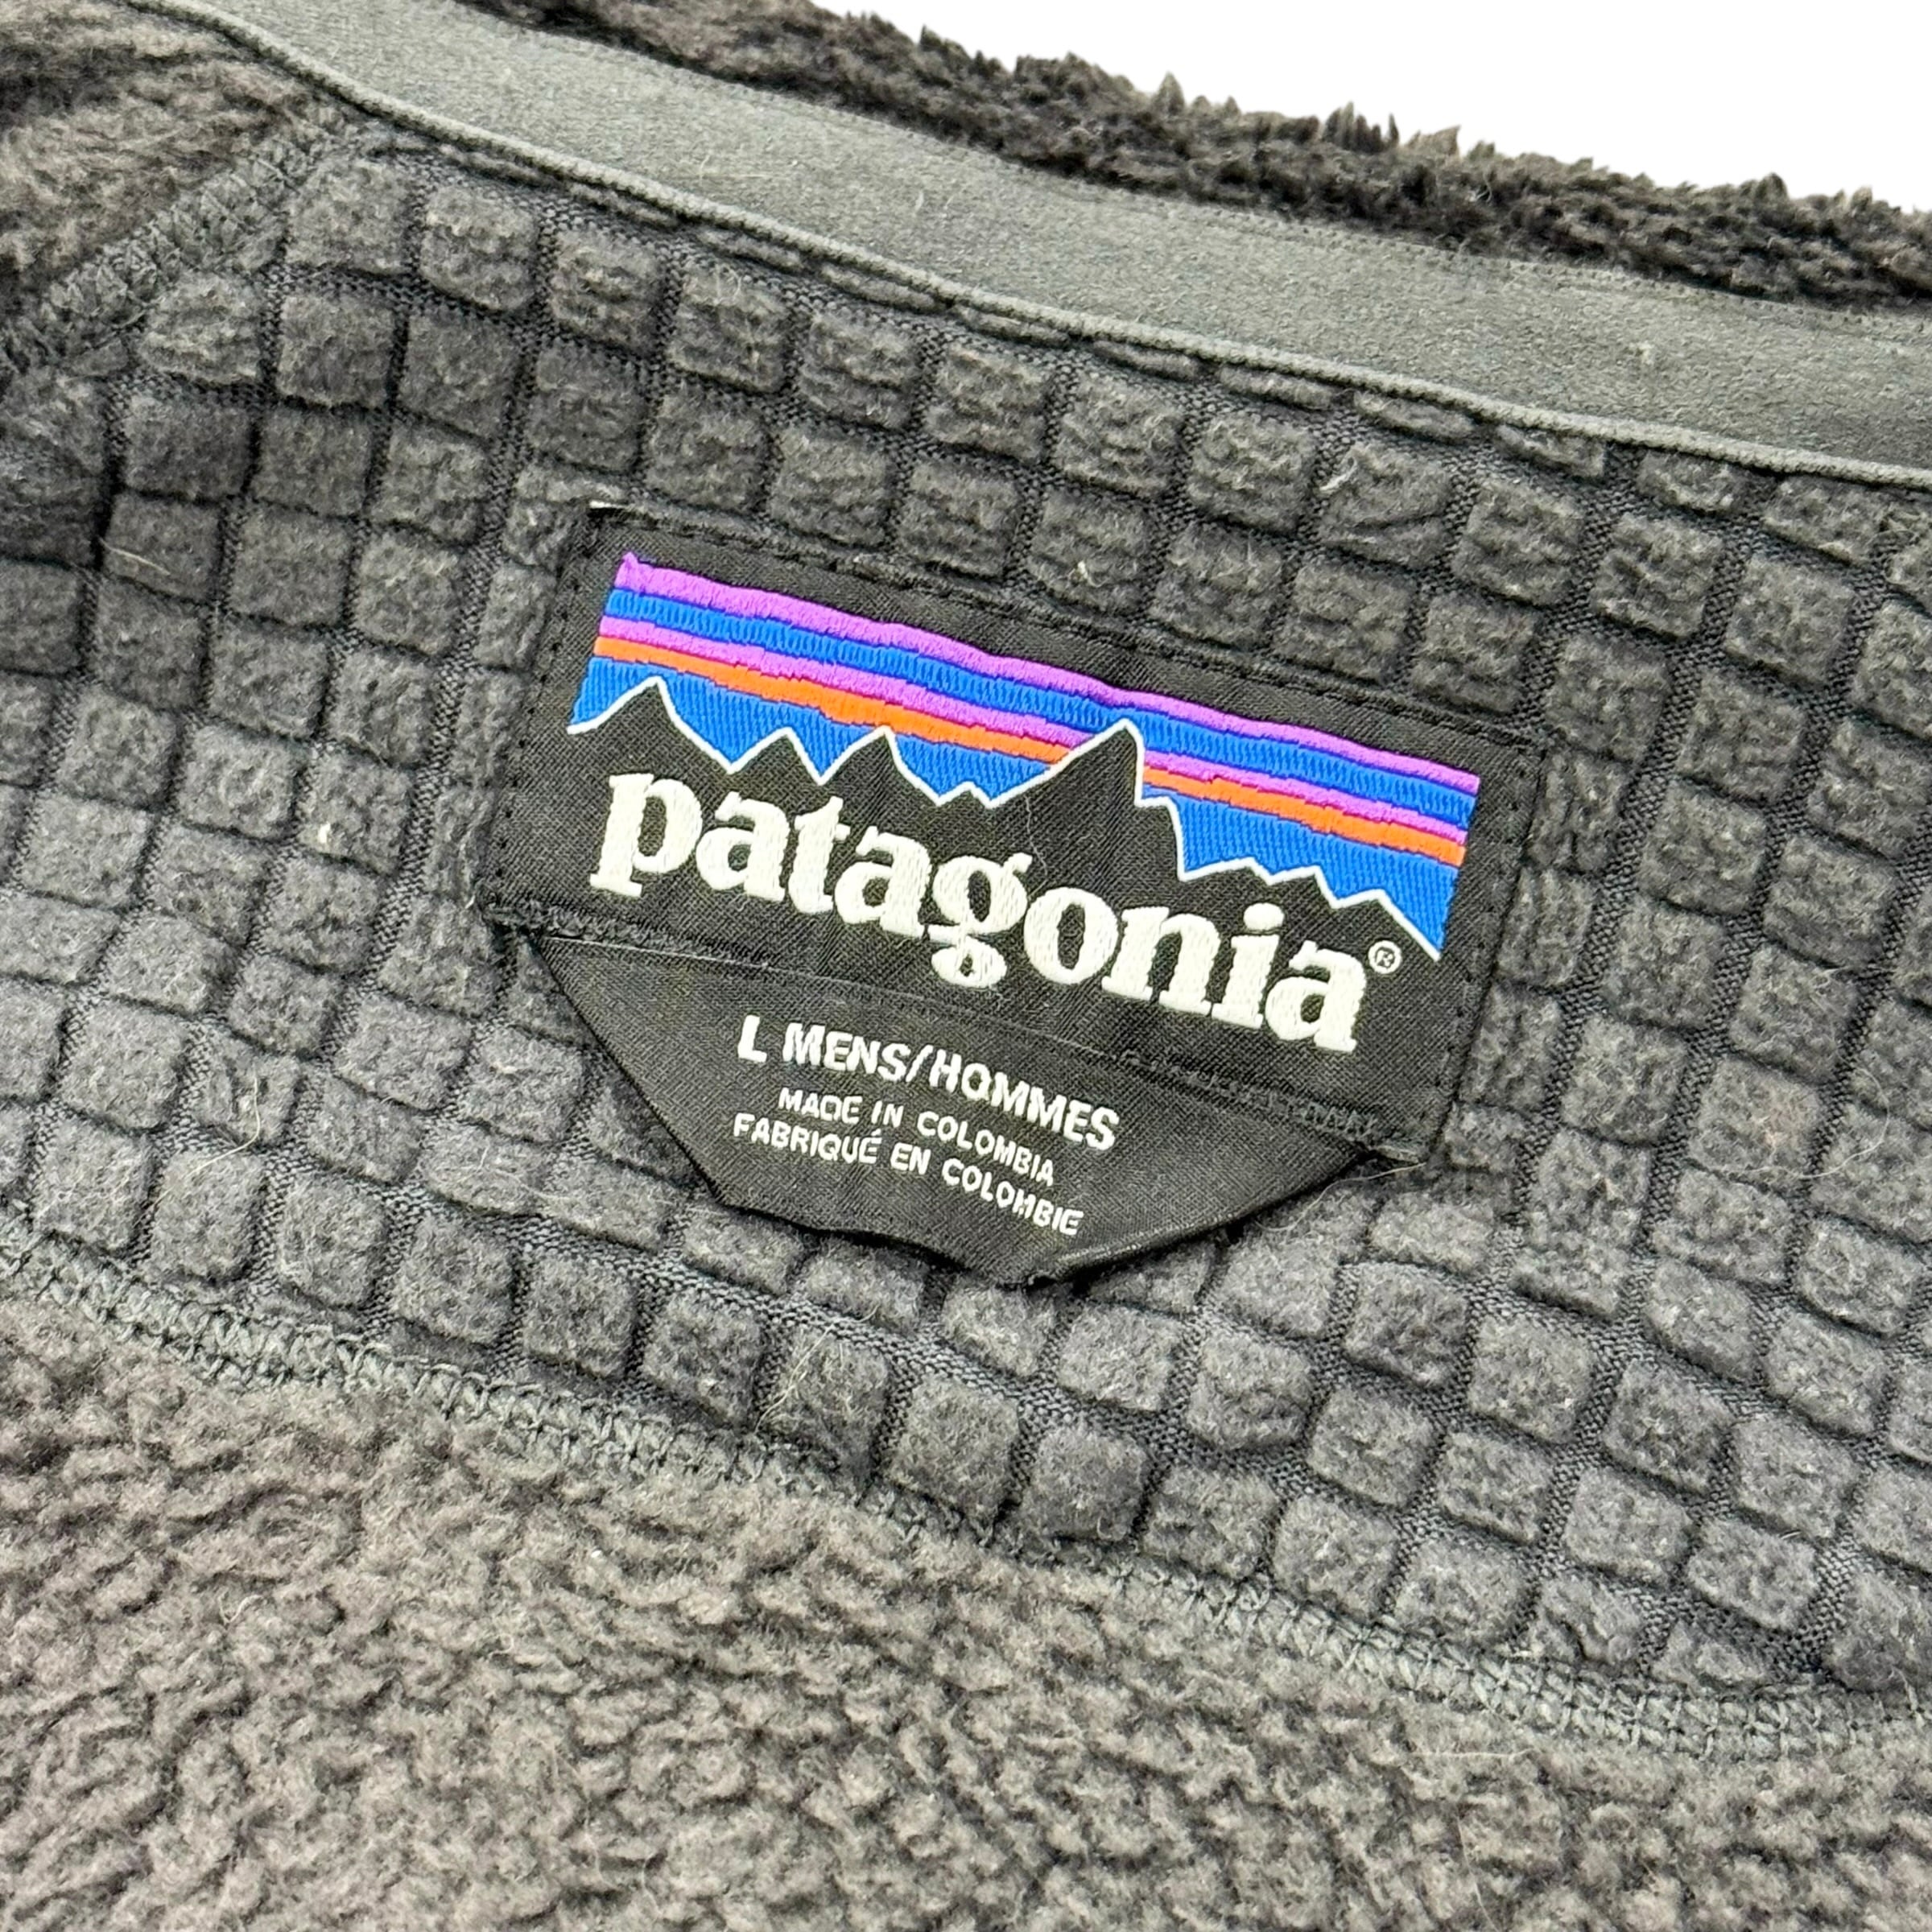 patagonia®
L MENS/HOMMES
MADE IN COLOMBIA
FABRIQUÉ EN COLOMBIE